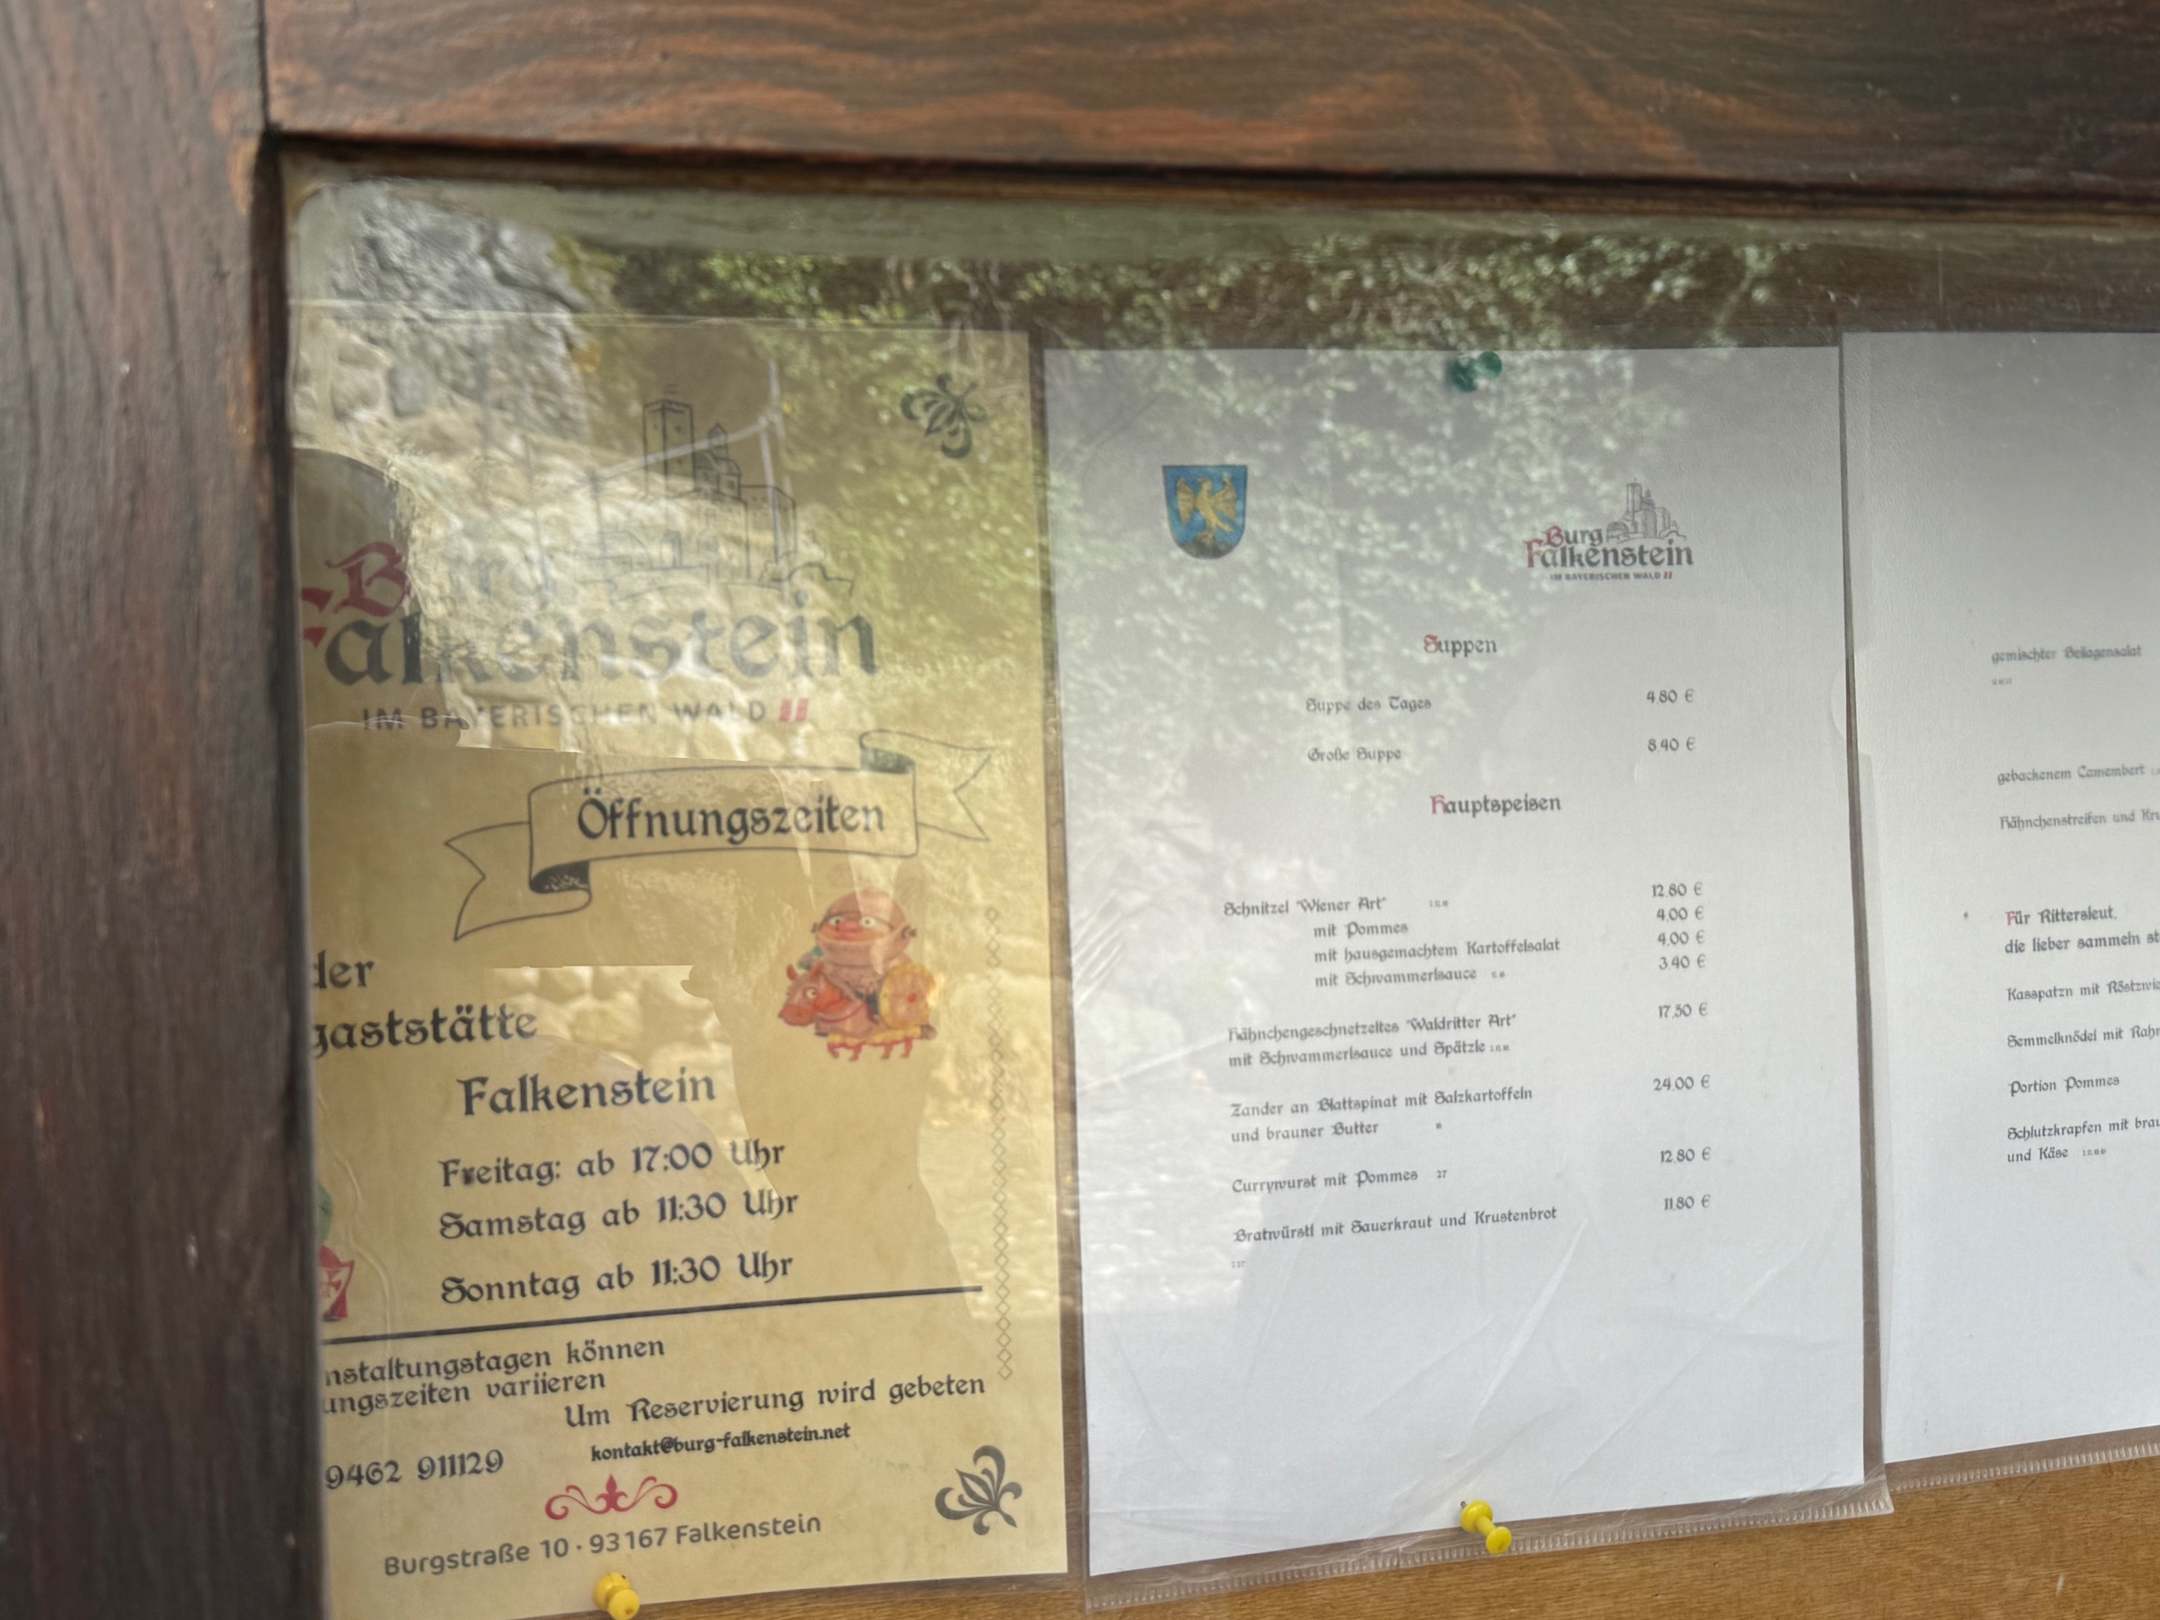 Burg
Falkenstein
IM BAYERISCHEN WALD
Öffnungszeiten
der
gaststätte
Falkenstein
Freitag: ab 17:00 Uhr
Samstag ab 11:30 Uhr
Sonntag ab 11:30 Uhr
nstaltungstagen können
ungszeiten variieren
Um Reservierung wird gebeten
kontakt@burg-falkenstein.net
9462 911129
Burgstraße 10 · 93167 Falkenstein
Burg
Falkenstein
IM BAYERISCHEN WALD
Suppen
Suppe des Tages 4.80 €
Große Suppe 8.40 €
Hauptspeisen
Schnitzel "Wiener Art" 12.80 €
mit Pommes 4.00 €
mit hausgemachtem Kartoffelsalat 4.00 €
mit Schwammerlsauce 3.40 €
Hähnchengeschnetzeltes "Waldritter Art" 17.50 €
mit Schwammerlsauce und Spätzle
Zander an Blattspinat mit Salzkartoffeln 24.00 €
und brauner Butter
Currywurst mit Pommes 12.80 €
Bratwürstl mit Sauerkraut und Krustenbrot 11.80 €
gemischter Beilagensalat
gebackenem Camembert
Hähnchenstreifen und Kru
Für Rittersleut,
die lieber sammeln st
Kasspatzn mit Röstzwie
Semmelknödel mit Rahm
Portion Pommes
Schlutzkrapfen mit brau
und Käse